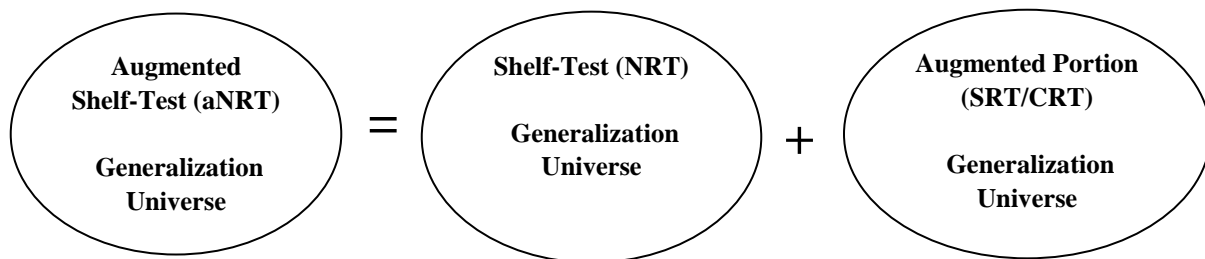 Augmented
Shelf-Test (aNRT)
Generalization
Universe
=
Shelf-Test (NRT)
Generalization
Universe
+
Augmented Portion
(SRT/CRT)
Generalization
Universe